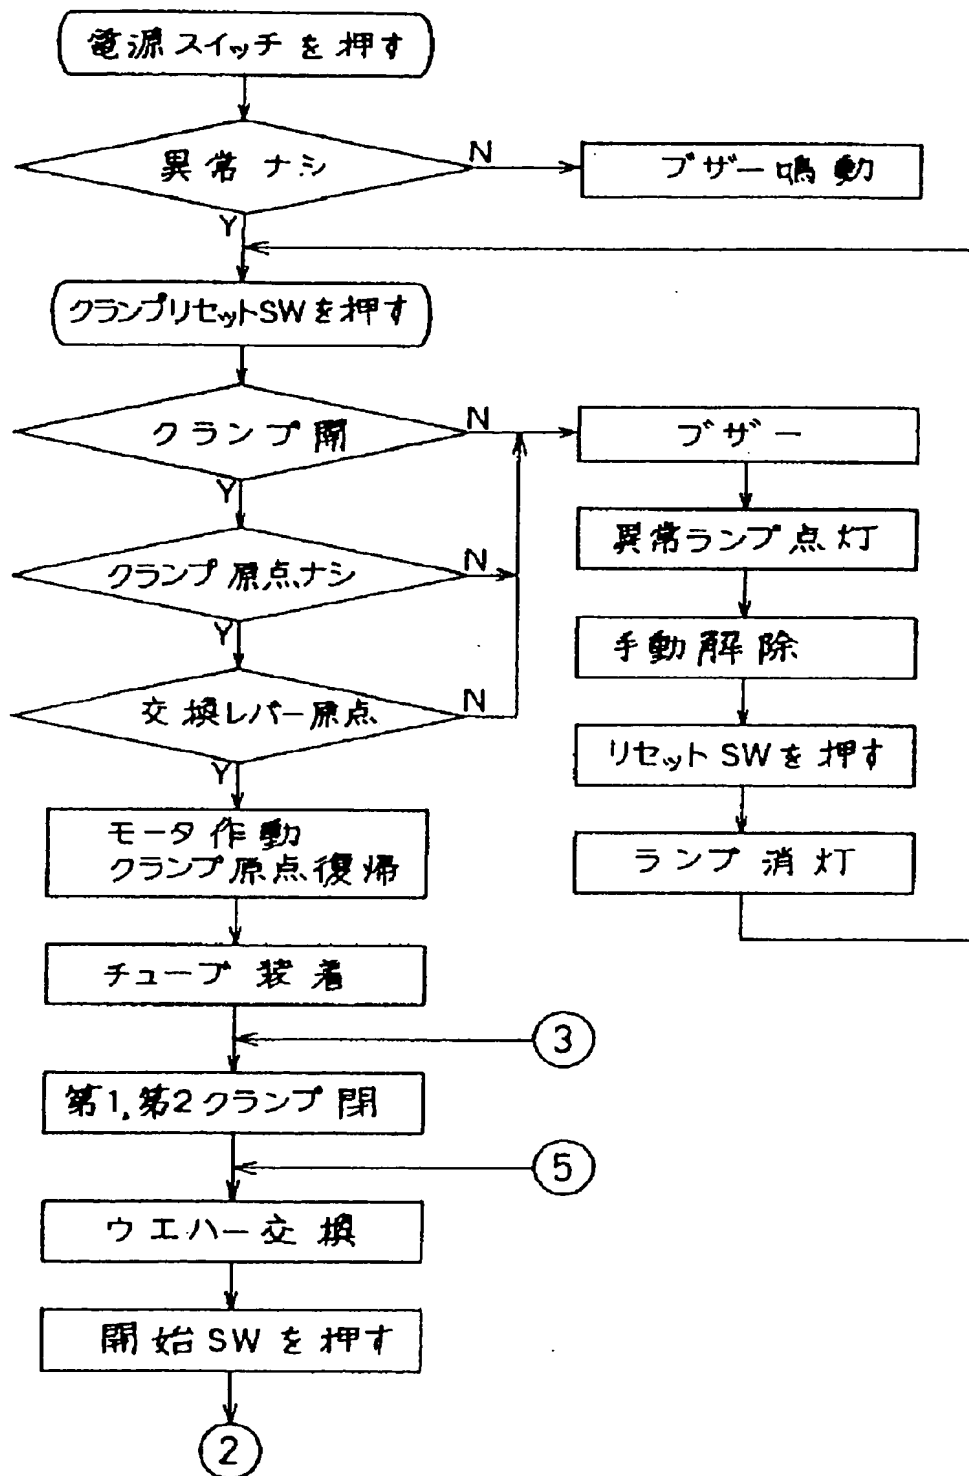 電源スイッチを押す
異常ナシ
N
ブザー鳴動
Y
クランプリセットSWを押す
クランプ開
N
ブザー
Y
異常ランプ点灯
クランプ原点ナシ
N
手動解除
Y
交換レバー原点
N
リセットSWを押す
Y
モータ作動
クランプ原点復帰
ランプ消灯
チューブ装着
3
第1,第2クランプ閉
5
ウエハー交換
開始SWを押す
2